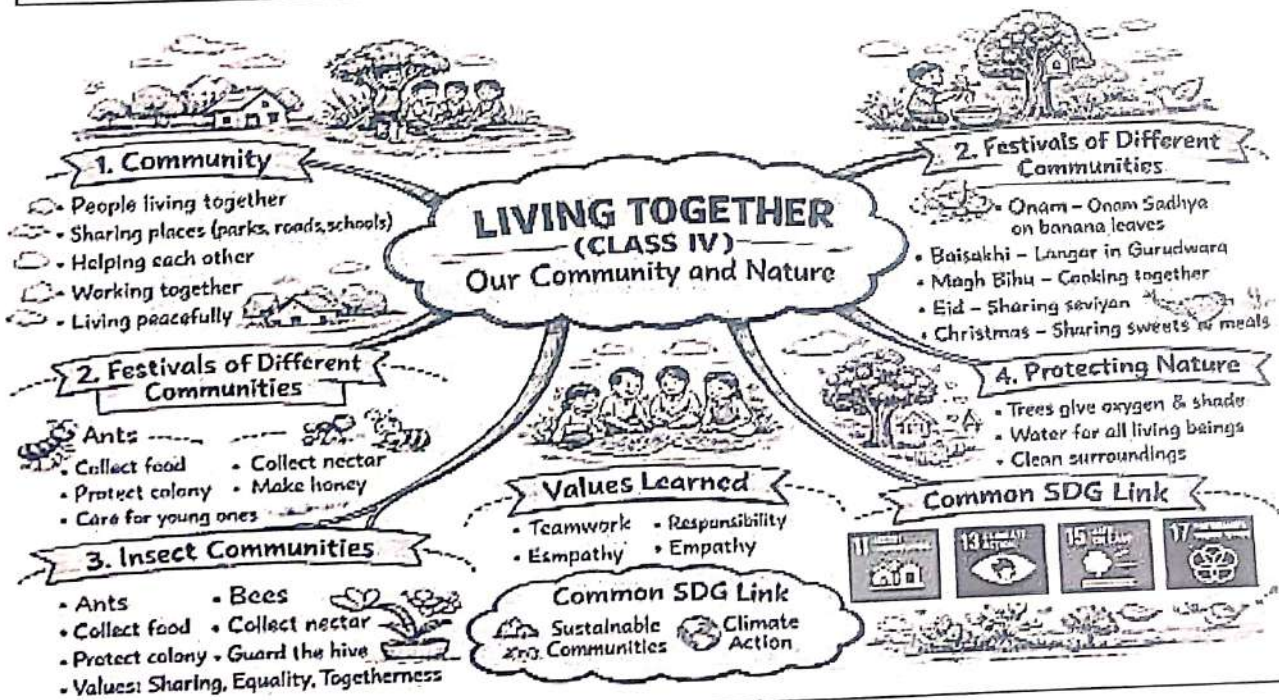 LIVING TOGETHER
(CLASS IV)
Our Community and Nature
1. Community
• People living together
• Sharing places (parks, roads, schools)
• Helping each other
• Working together
• Living peacefully
2. Festivals of Different
Communities
Ants
• Collect food
• Protect colony
• Care for young ones
• Collect nectar
• Make honey
3. Insect Communities
• Ants
• Collect food
• Protect colony
• Bees
• Collect nectar
• Guard the hive
• Values: Sharing, Equality, Togetherness
Values Learned
• Teamwork
• Esmpathy
• Responsibility
• Empathy
Common SDG Link
Sustainable
Communities
Climate
Action
2. Festivals of Different
Communities
• Onam – Onam Sadhya
on banana leaves
• Baisakhi – Langar in Gurudwara
• Magh Bihu – Cooking together
• Eid – Sharing seviyan
• Christmas – Sharing sweets meals
4. Protecting Nature
• Trees give oxygen & shade
• Water for all living beings
• Clean surroundings
Common SDG Link
11
13
15
17